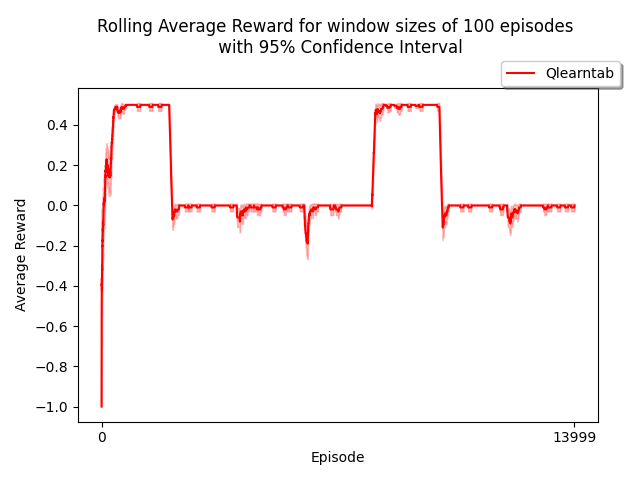 Rolling Average Reward for window sizes of 100 episodes
with 95% Confidence Interval
Qlearntab
0.4
0.2
0.0
−0.2
−0.4
−0.6
−0.8
−1.0
Average Reward
0
13999
Episode